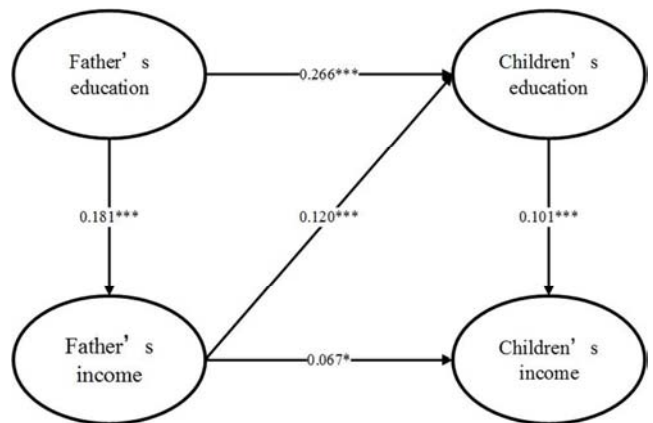 Father’s
education
0.266***
Children’s
education
0.181***
0.120***
0.101***
Father’s
income
0.067*
Children’s
income